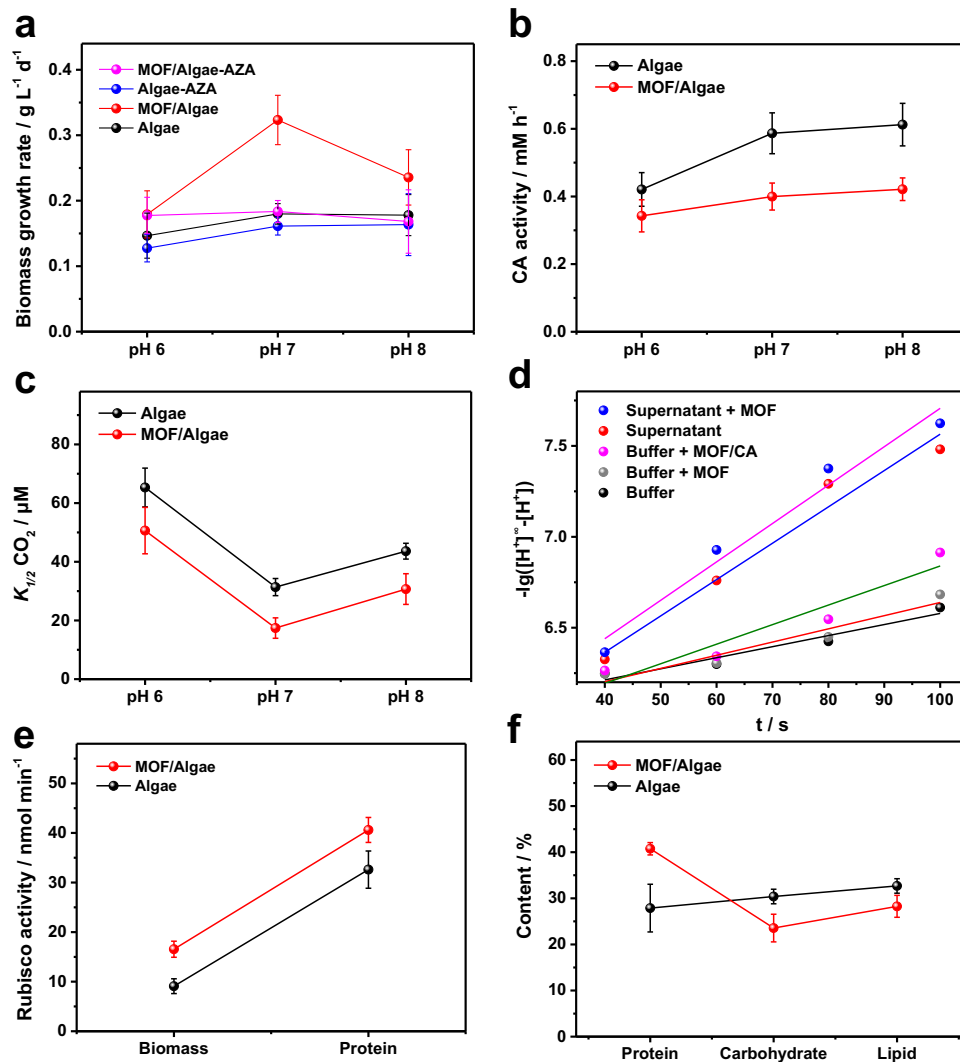 a
Biomass growth rate / g L⁻¹ d⁻¹
0.4
0.3
0.2
0.1
0.0
MOF/Algae-AZA
Algae-AZA
MOF/Algae
Algae
pH 6 pH 7 pH 8
b
CA activity / mM h⁻¹
0.8
0.6
0.4
0.2
0.0
Algae
MOF/Algae
pH 6 pH 7 pH 8
c
K1/2 CO₂ / μM
80
60
40
20
0
Algae
MOF/Algae
pH 6 pH 7 pH 8
d
-lg([H⁺]^∞-[H⁺])
7.5
7.0
6.5
Supernatant + MOF
Supernatant
Buffer + MOF/CA
Buffer + MOF
Buffer
40 50 60 70 80 90 100
t / s
e
Rubisco activity / nmol min⁻¹
50
40
30
20
10
0
MOF/Algae
Algae
Biomass Protein
f
Content / %
60
50
40
30
20
10
0
MOF/Algae
Algae
Protein Carbohydrate Lipid